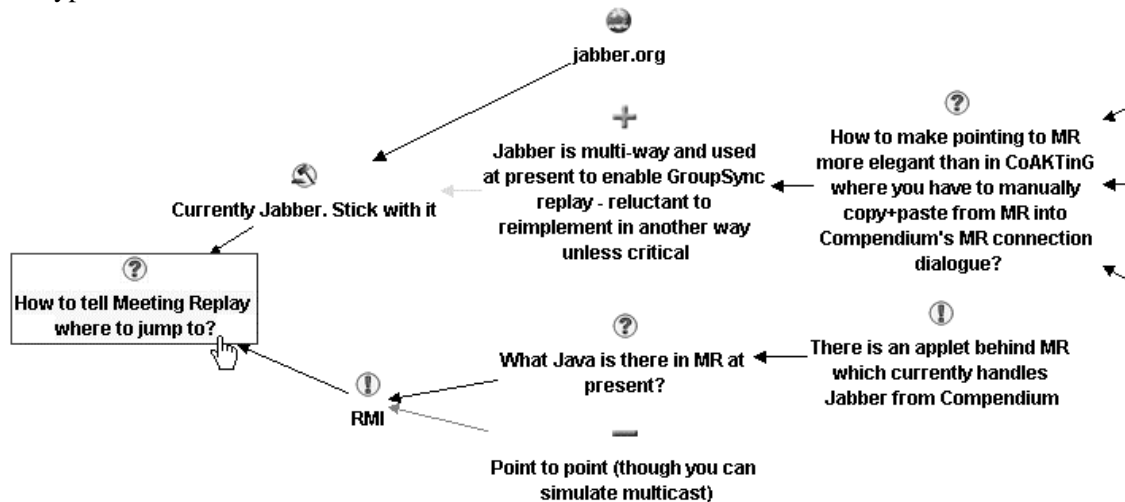 jabber.org
Jabber is multi-way and used
at present to enable GroupSync
replay - reluctant to
reimplement in another way
unless critical
How to make pointing to MR
more elegant than in CoAKTinG
where you have to manually
copy+paste from MR into
Compendium's MR connection
dialogue?
Currently Jabber. Stick with it
How to tell Meeting Replay
where to jump to?
What Java is there in MR at
present?
There is an applet behind MR
which currently handles
Jabber from Compendium
RMI
Point to point (though you can
simulate multicast)